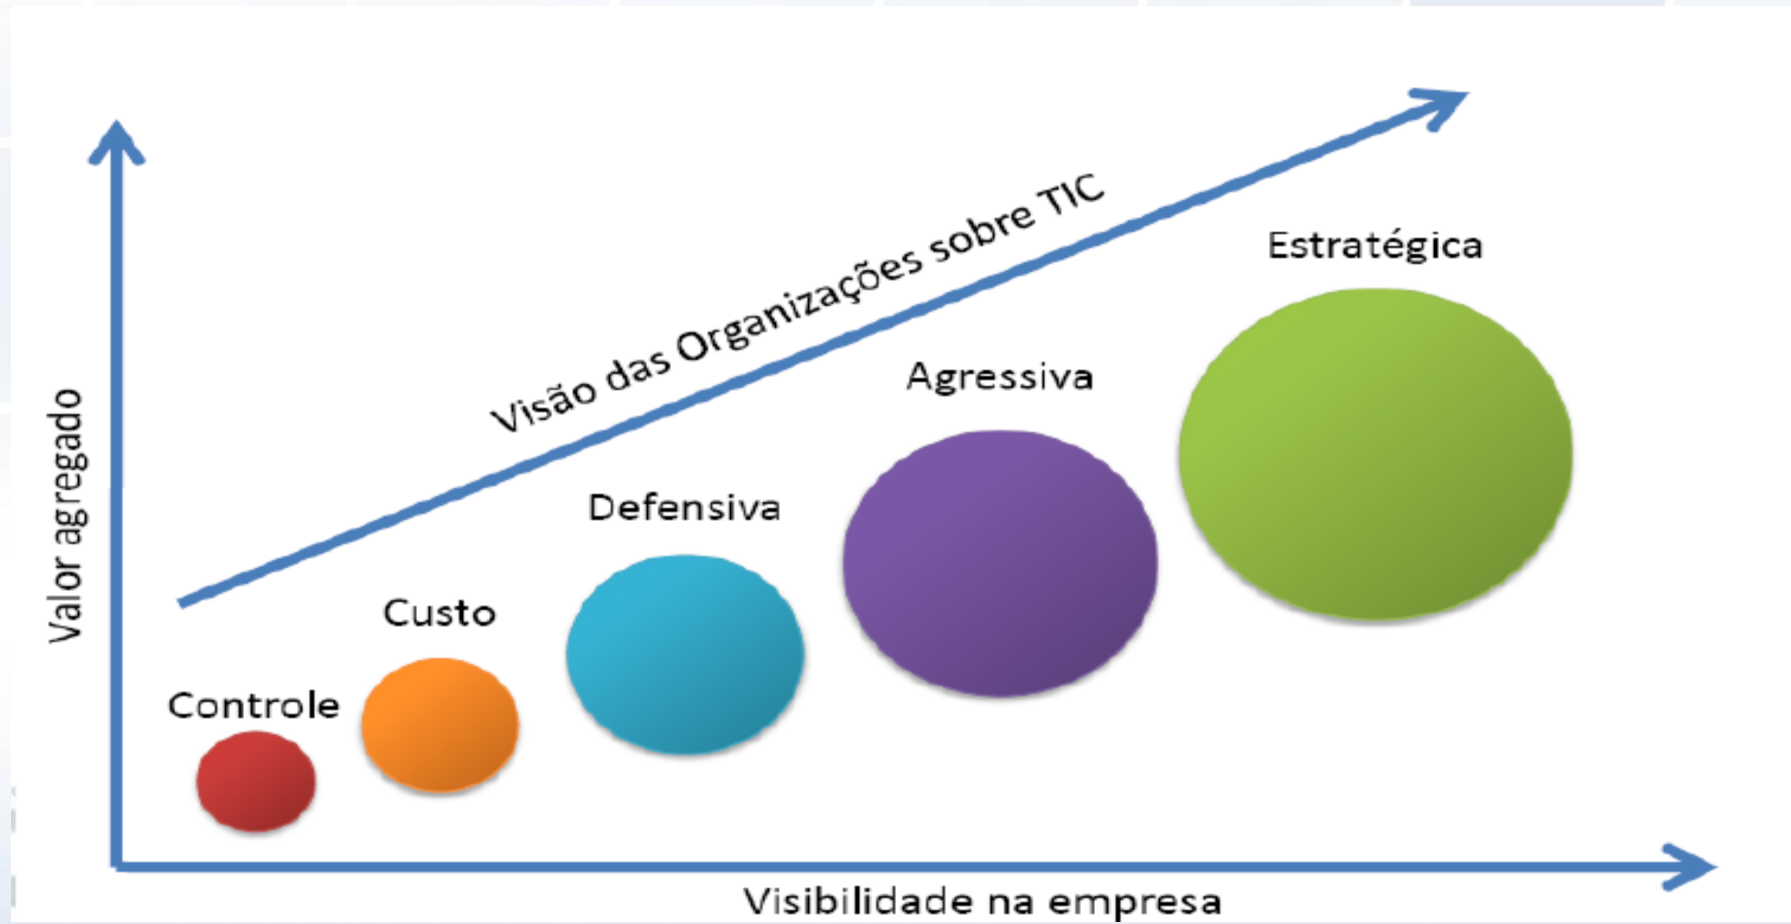 Visão das Organizações sobre TIC
Estratégica
Agressiva
Defensiva
Custo
Controle
Valor agregado
Visibilidade na empresa